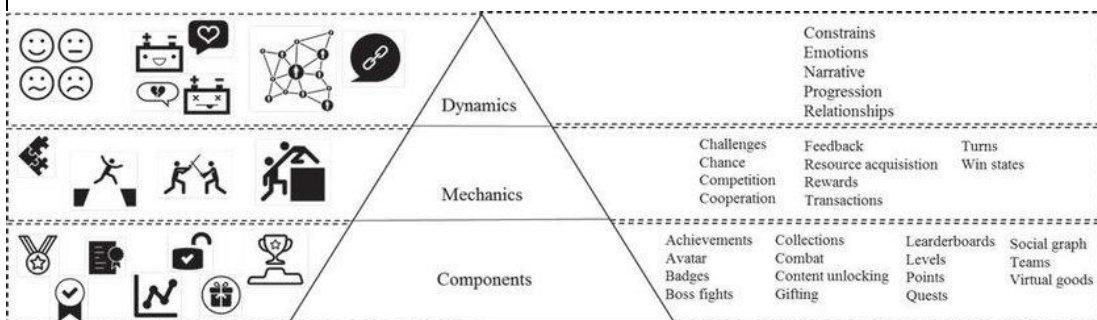 Constrains
Emotions
Narrative
Progression
Relationships
Dynamics
Challenges
Chance
Competition
Cooperation
Feedback
Resource acquisistion
Rewards
Transactions
Turns
Win states
Mechanics
Achievements
Avatar
Badges
Boss fights
Collections
Combat
Content unlocking
Gifting
Learderboards
Levels
Points
Quests
Social graph
Teams
Virtual goods
Components